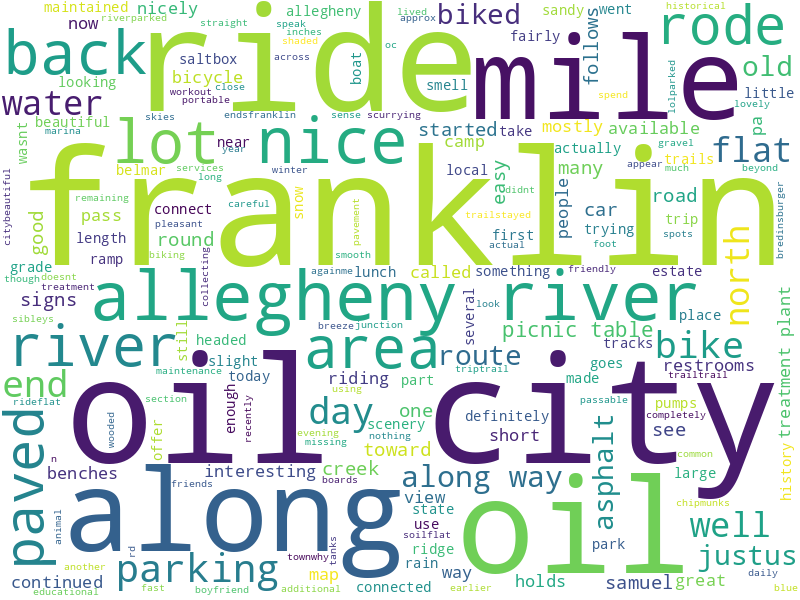 maintained
nicely
riverparked
straight
allegheny
speak
lived
approx
biked
sandy
went
historical
now
ride
mile
rode
back
saltbox
inches
oc
boat
across
follows
fairly
shaded
lolparked
looking
bicycle
workout
close
smell
old
water
portable
endsfranklin
scurrying
spend
little
lovely
beautiful
skies
sense
started
take
mostly
available
pa
marina
lot
near
nice
camp
actually
gravel
flat
wasnt
year
belmar
services
local
easy
many
trails
appear
much
beyond
citybeautiful
long
winter
didnt
road
franklin
remaining
careful
snow
people
car
trip
bredinsburger
good
pass
connect
trailstayed
trying
pavement
length
pleasant
first
actual
foot
spots
ramp
round
biking
smooth
grade
though
doesnt
collecting
againme
lunch
called
something
friendly
estate
north
treatment
allegheny river
look
signs
place
sibleys
breeze
junction
several
picnic table
river
still
headed
area
route
tracks
bike
maintenance
slight
triptrail
goes
restrooms
treatment plant
end
rideflat
today
riding
part
made
trailtrail
oil city
section
enough
using
passable
pumps
recently
day
one
definitely
completely
paved
wooded
offer
evening
scenery
short
see
missing
toward
asphalt
common
along
nothing
n
benches
interesting
creek
along way
large
history
friends
boards
view
oil
chipmunks
animal
state
soilflat
well
use
park
rd
townwhy
tanks
ridge
justus
another
parking
rain
way
continued
map
connected
holds
samuel
great
daily
educational
fast
boyfriend
additional
earlier
blue